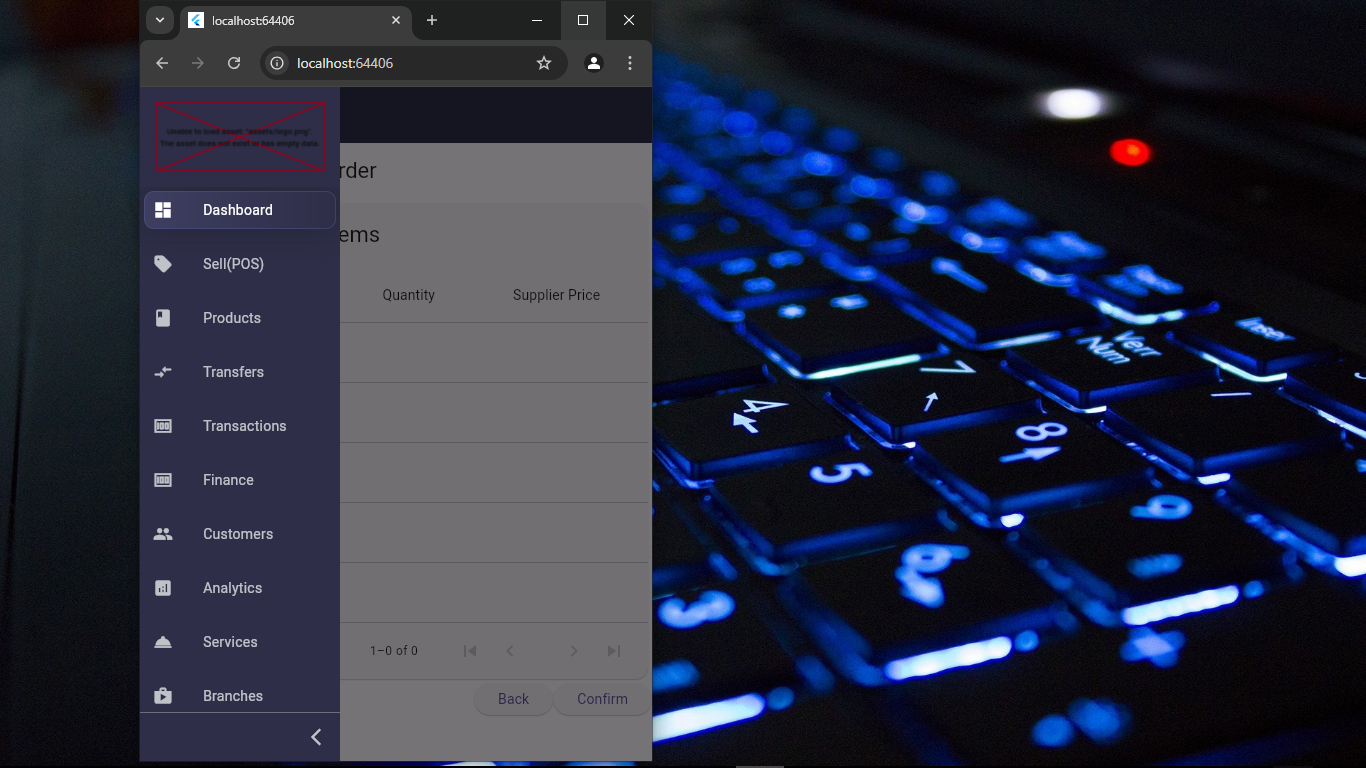 localhost:64406
localhost:64406
Unable to load asset: "assets/logo.png".
The asset does not exist or has empty data.
rder
Dashboard
ems
Sell(POS)
Quantity
Supplier Price
Products
Transfers
Transactions
Finance
Customers
Analytics
Services
1–0 of 0
Branches
Back
Confirm
Inser
Verr
Num
7
4
8
5
9
6
3